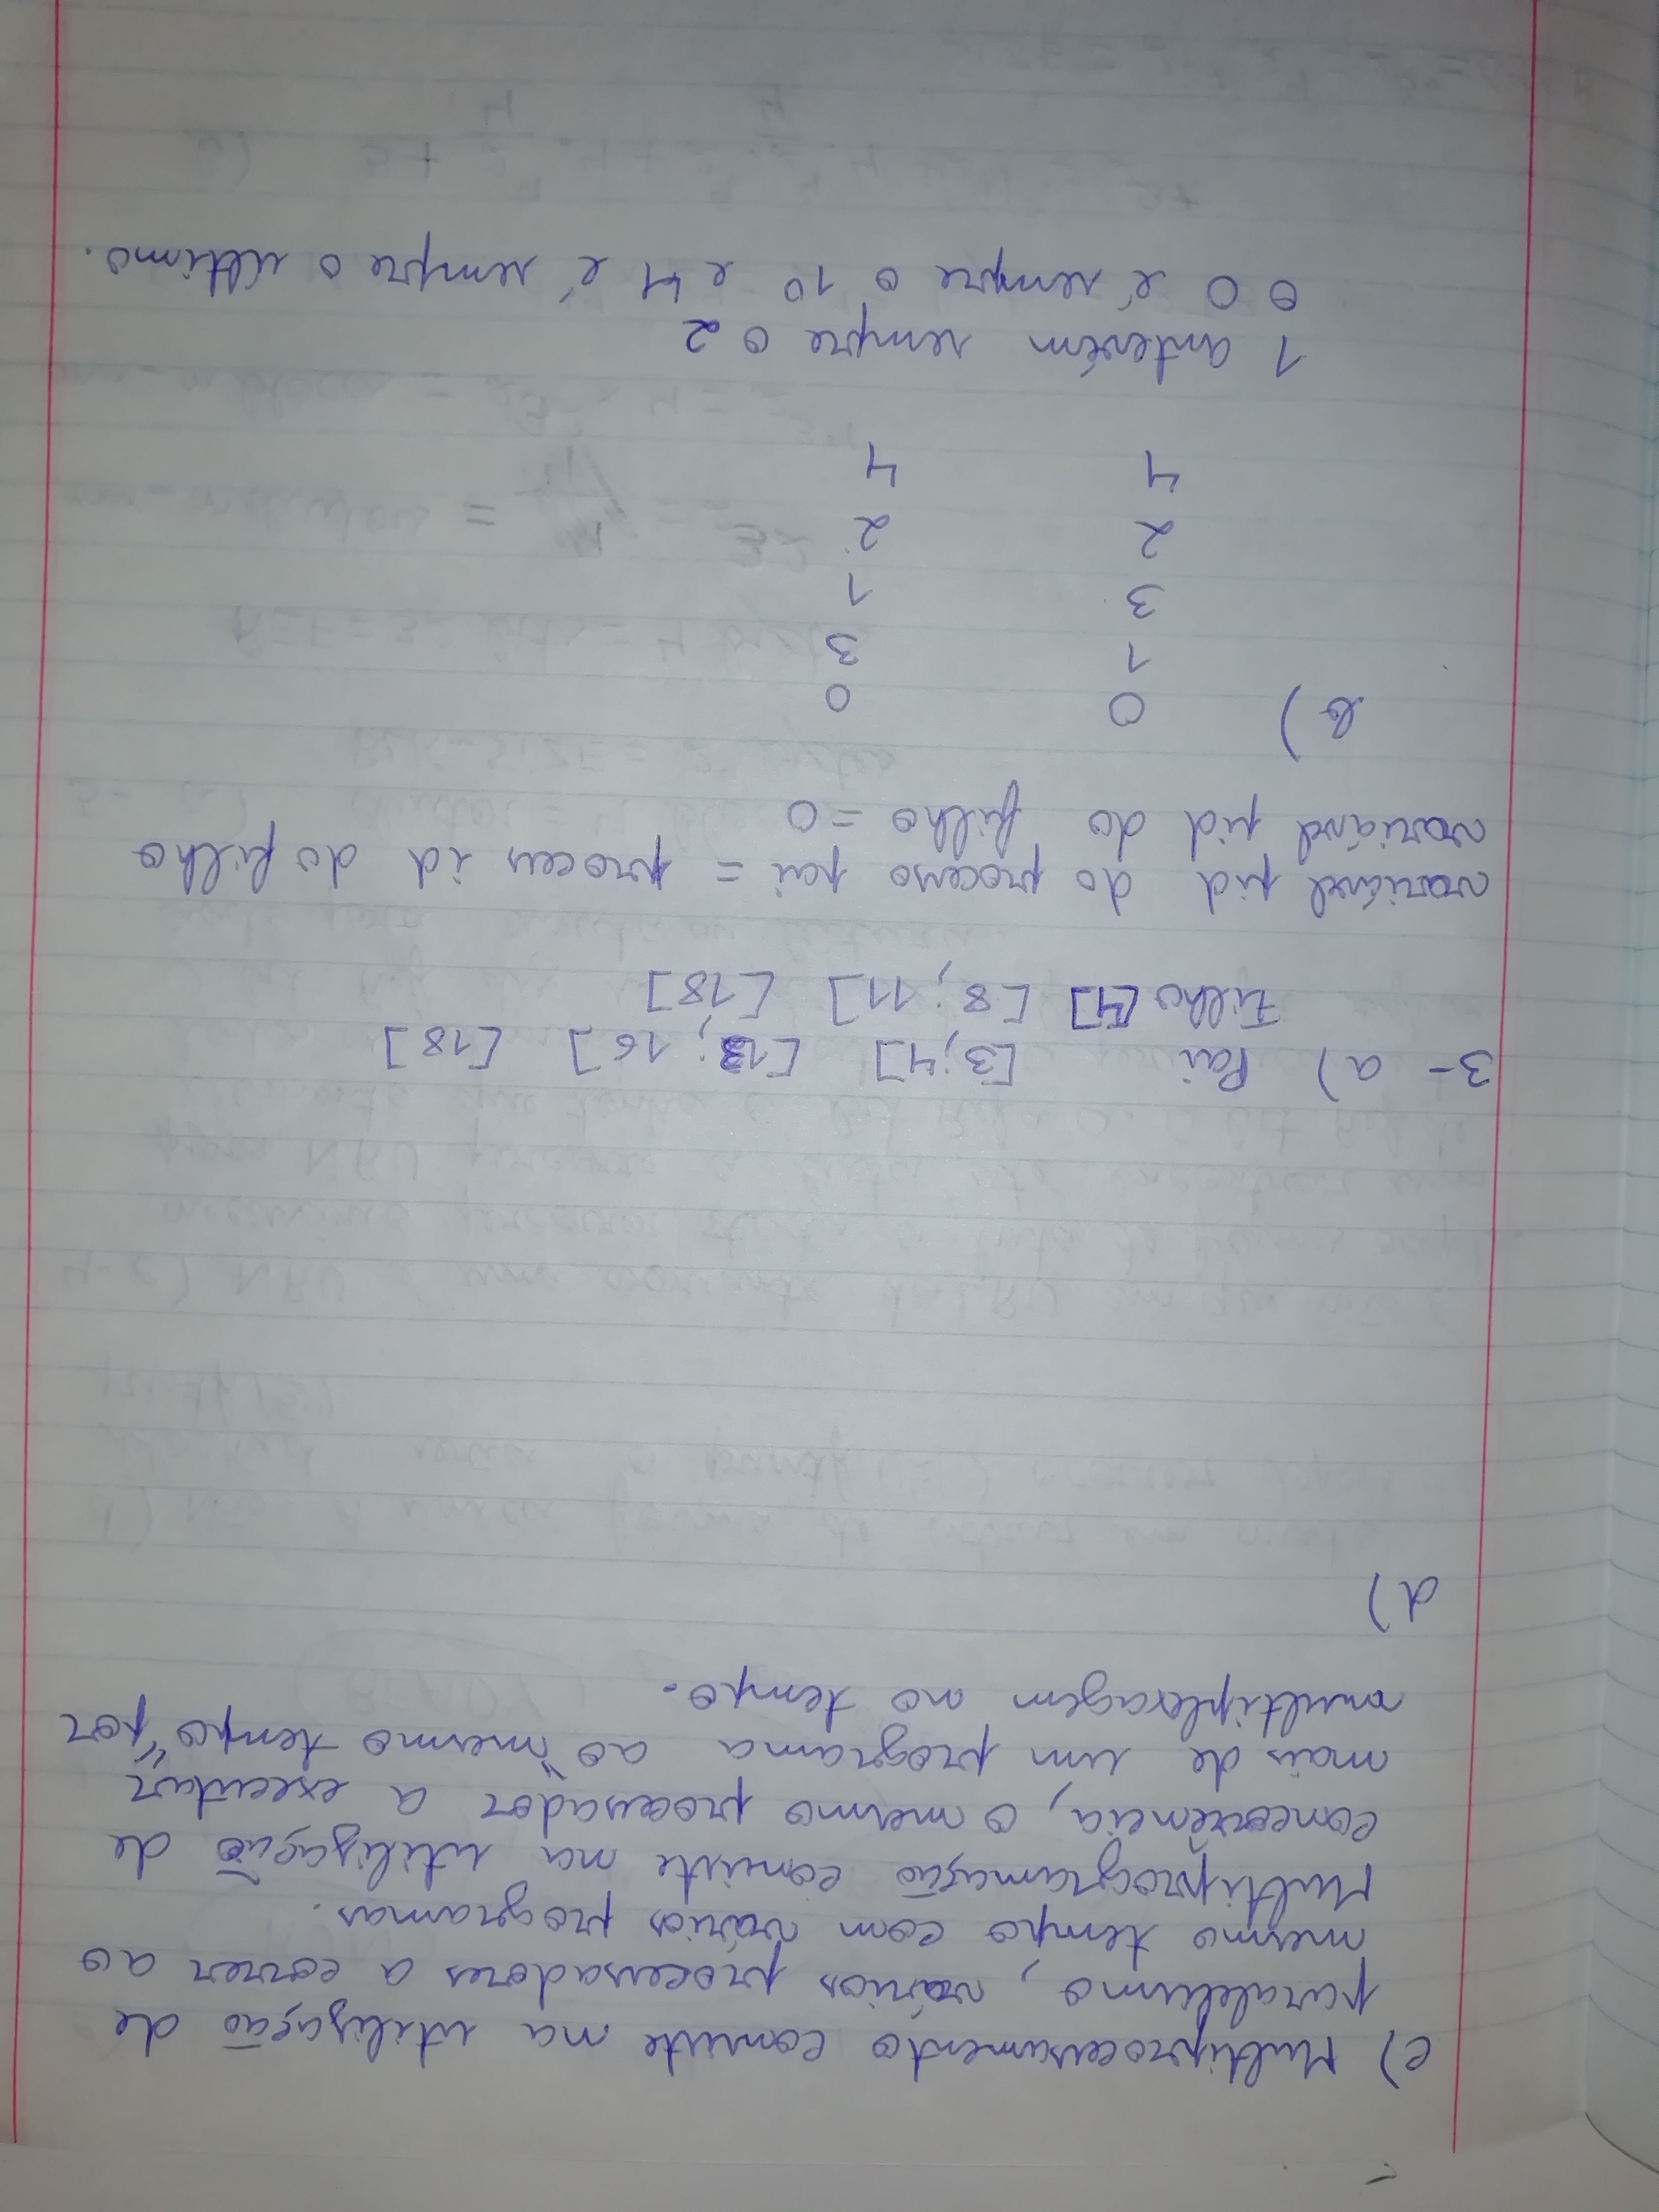 c) Multiprocessamento consiste na utilização de
paralelismo, vários processadores a correr ao
mesmo tempo com vários programas.
Multiprogramação consiste na utilização de
concorrência, o mesmo processador a executar
mais de um programa ao "mesmo tempo" por
multiplexagem no tempo.
d)
3- a) Pai [3;4] [13; 16] [18]
Filho [4] [8; 11] [18]
variável pid do processo pai = proces id do filho
variável pid do filho = 0
b) 0 0
1 3
3 1
2 2
4 4
1 antevém sempre o 2
O 0 é sempre o 1º e 4 é sempre o último.